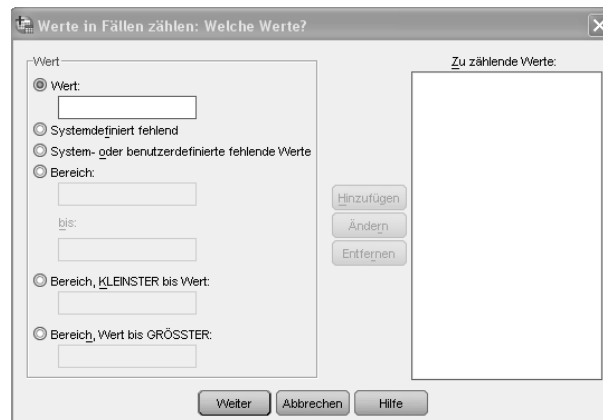 Werte in Fällen zählen: Welche Werte?
Wert
Wert:
Systemdefiniert fehlend
System- oder benutzerdefinierte fehlende Werte
Bereich:
bis:
Bereich, KLEINSTER bis Wert:
Bereich, Wert bis GRÖSSTER:
Hinzufügen
Ändern
Entfernen
Zu zählende Werte:
Weiter Abbrechen Hilfe